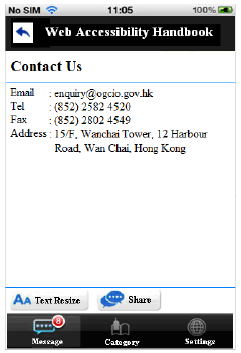 No SIM 11:05 100%
Web Accessibility Handbook
Contact Us
Email : enquiry@ogcio.gov.hk
Tel : (852) 2582 4520
Fax : (852) 2802 4549
Address : 15/F, Wanchai Tower, 12 Harbour
Road, Wan Chai, Hong Kong
AA Text Resize Share
8
Message Category Settings